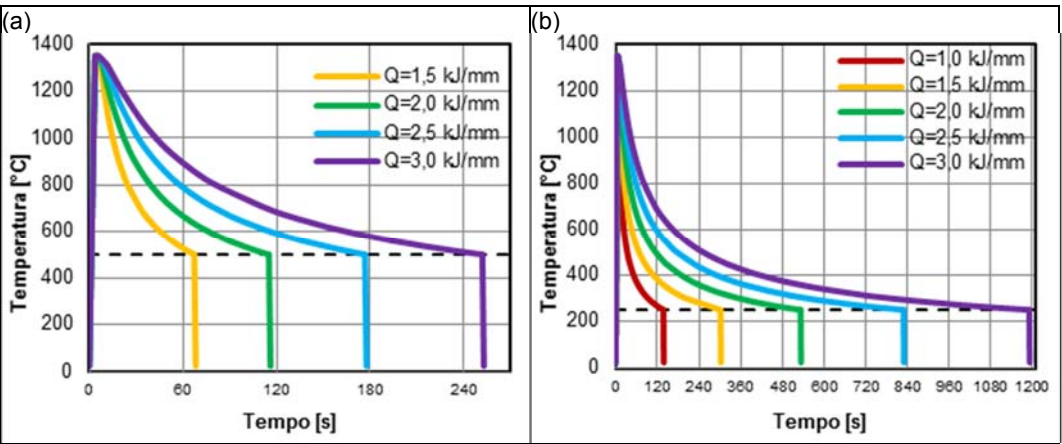 (a)
1400
1200
1000
800
600
400
200
0
Temperatura [°C]
Q=1,5 kJ/mm
Q=2,0 kJ/mm
Q=2,5 kJ/mm
Q=3,0 kJ/mm
0 60 120 180 240
Tempo [s]
(b)
1400
1200
1000
800
600
400
200
0
Temperatura [°C]
Q=1,0 kJ/mm
Q=1,5 kJ/mm
Q=2,0 kJ/mm
Q=2,5 kJ/mm
Q=3,0 kJ/mm
0 120 240 360 480 600 720 840 960 1080 1200
Tempo [s]